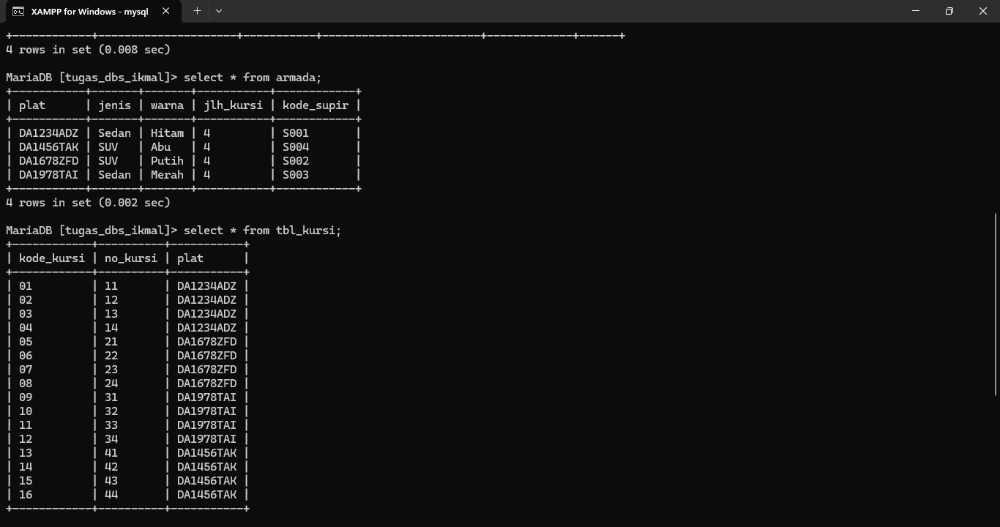 XAMPP for Windows - mysql
+------------+---------------------+-----------+------------------------+-------------+------+
4 rows in set (0.008 sec)
MariaDB [tugas_dbs_ikmal]> select * from armada;
+-----------+-------+-------+-----------+------------+
| plat      | jenis | warna | jlh_kursi | kode_supir |
+-----------+-------+-------+-----------+------------+
| DA1234ADZ | Sedan | Hitam | 4         | S001       |
| DA1456TAK | SUV   | Abu   | 4         | S004       |
| DA1678ZFD | SUV   | Putih | 4         | S002       |
| DA1978TAI | Sedan | Merah | 4         | S003       |
+-----------+-------+-------+-----------+------------+
4 rows in set (0.002 sec)
MariaDB [tugas_dbs_ikmal]> select * from tbl_kursi;
+------------+----------+-----------+
| kode_kursi | no_kursi | plat      |
+------------+----------+-----------+
| 01         | 11       | DA1234ADZ |
| 02         | 12       | DA1234ADZ |
| 03         | 13       | DA1234ADZ |
| 04         | 14       | DA1234ADZ |
| 05         | 21       | DA1678ZFD |
| 06         | 22       | DA1678ZFD |
| 07         | 23       | DA1678ZFD |
| 08         | 24       | DA1678ZFD |
| 09         | 31       | DA1978TAI |
| 10         | 32       | DA1978TAI |
| 11         | 33       | DA1978TAI |
| 12         | 34       | DA1978TAI |
| 13         | 41       | DA1456TAK |
| 14         | 42       | DA1456TAK |
| 15         | 43       | DA1456TAK |
| 16         | 44       | DA1456TAK |
+------------+----------+-----------+